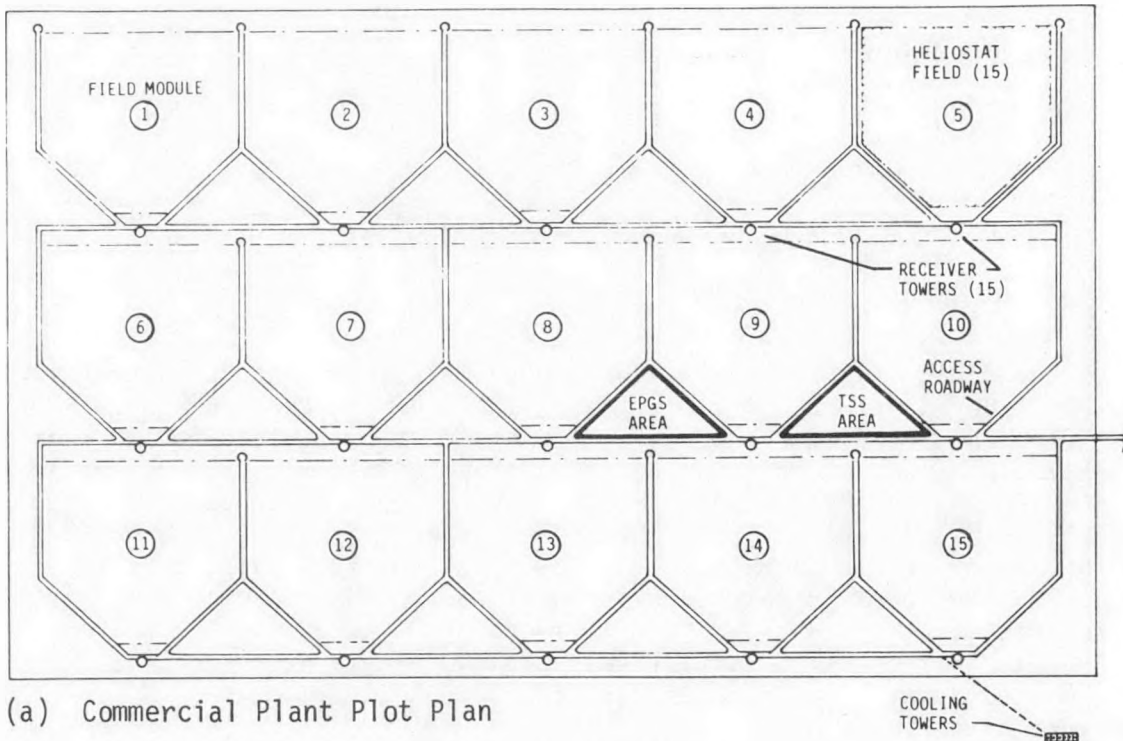 FIELD MODULE
1
2
3
4
5
HELIOSTAT
FIELD (15)
RECEIVER
TOWERS (15)
6
7
8
9
10
ACCESS
ROADWAY
EPGS
AREA
TSS
AREA
11
12
13
14
15
(a) Commercial Plant Plot Plan
COOLING
TOWERS